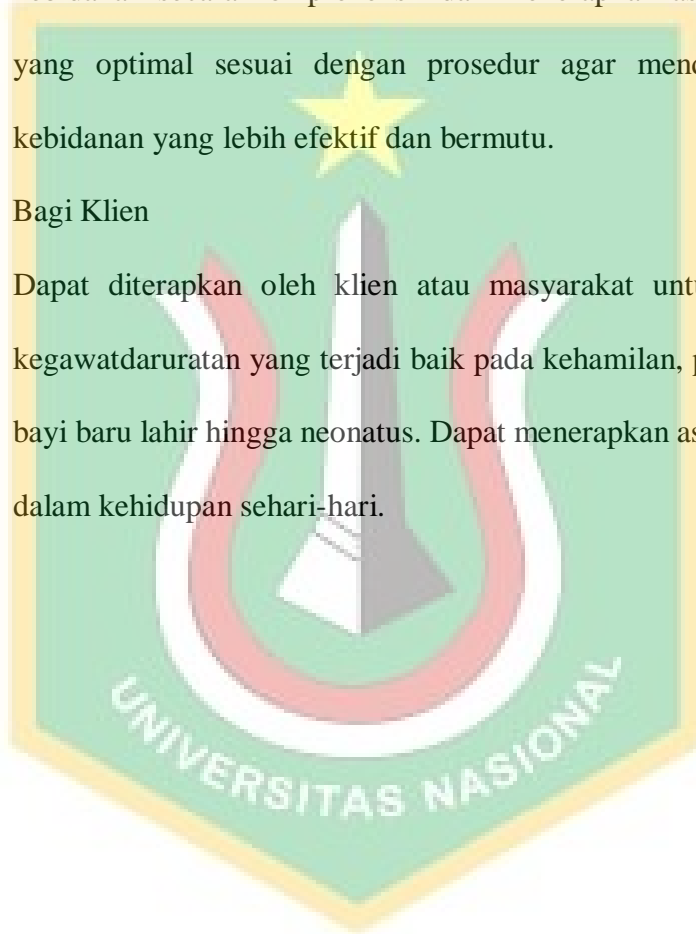 yang optimal sesuai dengan prosedur agar
kebidanan yang lebih efektif dan bermutu.
Bagi Klien
Dapat diterapkan oleh klien atau masyarakat
kegawatdaruratan yang terjadi baik pada kehamilan,
bayi baru lahir hingga neonatus. Dapat menerapkan
dalam kehidupan sehari-hari.
UNIVERSITAS NASIONAL